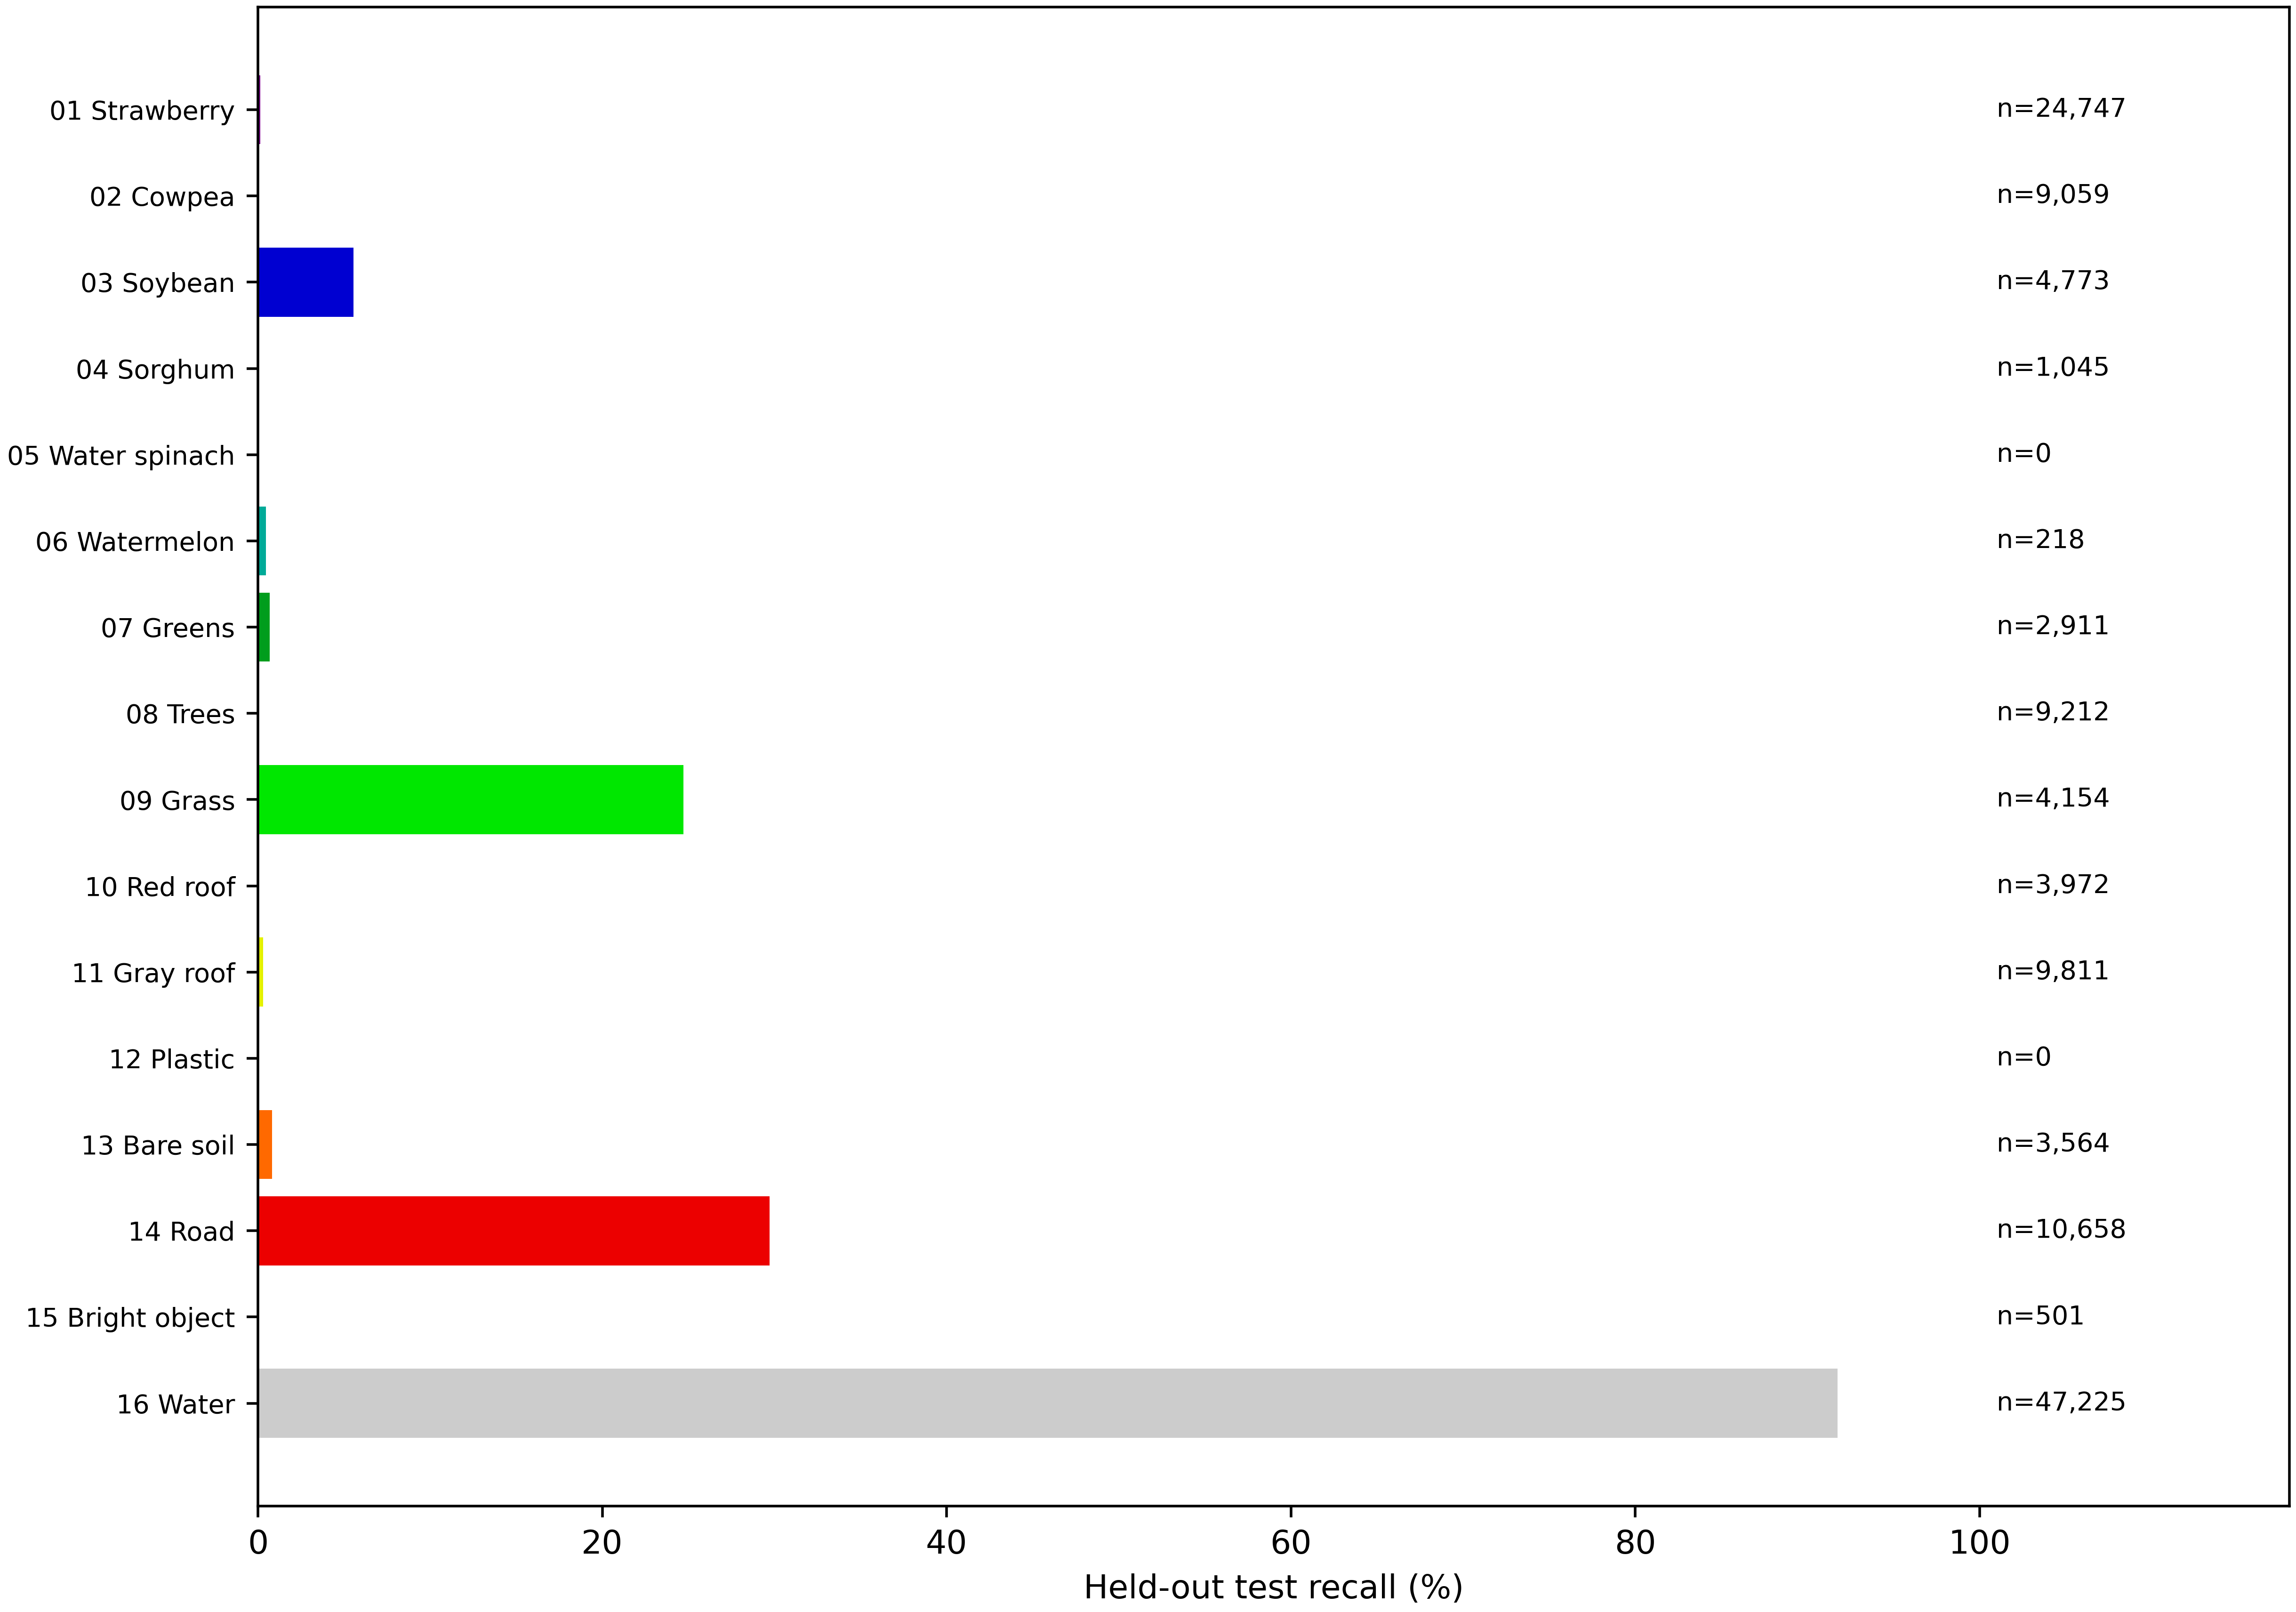 01 Strawberry n=24,747
02 Cowpea n=9,059
03 Soybean n=4,773
04 Sorghum n=1,045
05 Water spinach n=0
06 Watermelon n=218
07 Greens n=2,911
08 Trees n=9,212
09 Grass n=4,154
10 Red roof n=3,972
11 Gray roof n=9,811
12 Plastic n=0
13 Bare soil n=3,564
14 Road n=10,658
15 Bright object n=501
16 Water n=47,225
0 20 40 60 80 100
Held-out test recall (%)